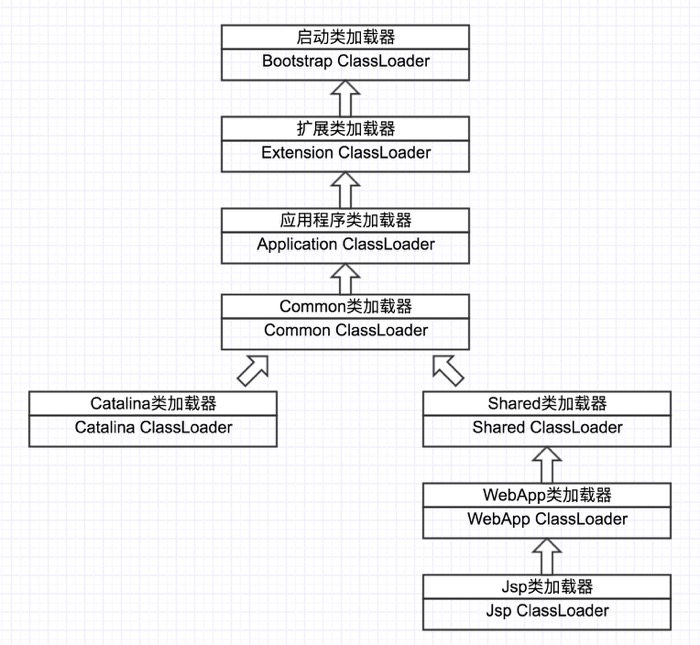 启动类加载器
Bootstrap ClassLoader
扩展类加载器
Extension ClassLoader
应用程序类加载器
Application ClassLoader
Common类加载器
Common ClassLoader
Catalina类加载器
Catalina ClassLoader
Shared类加载器
Shared ClassLoader
WebApp类加载器
WebApp ClassLoader
Jsp类加载器
Jsp ClassLoader